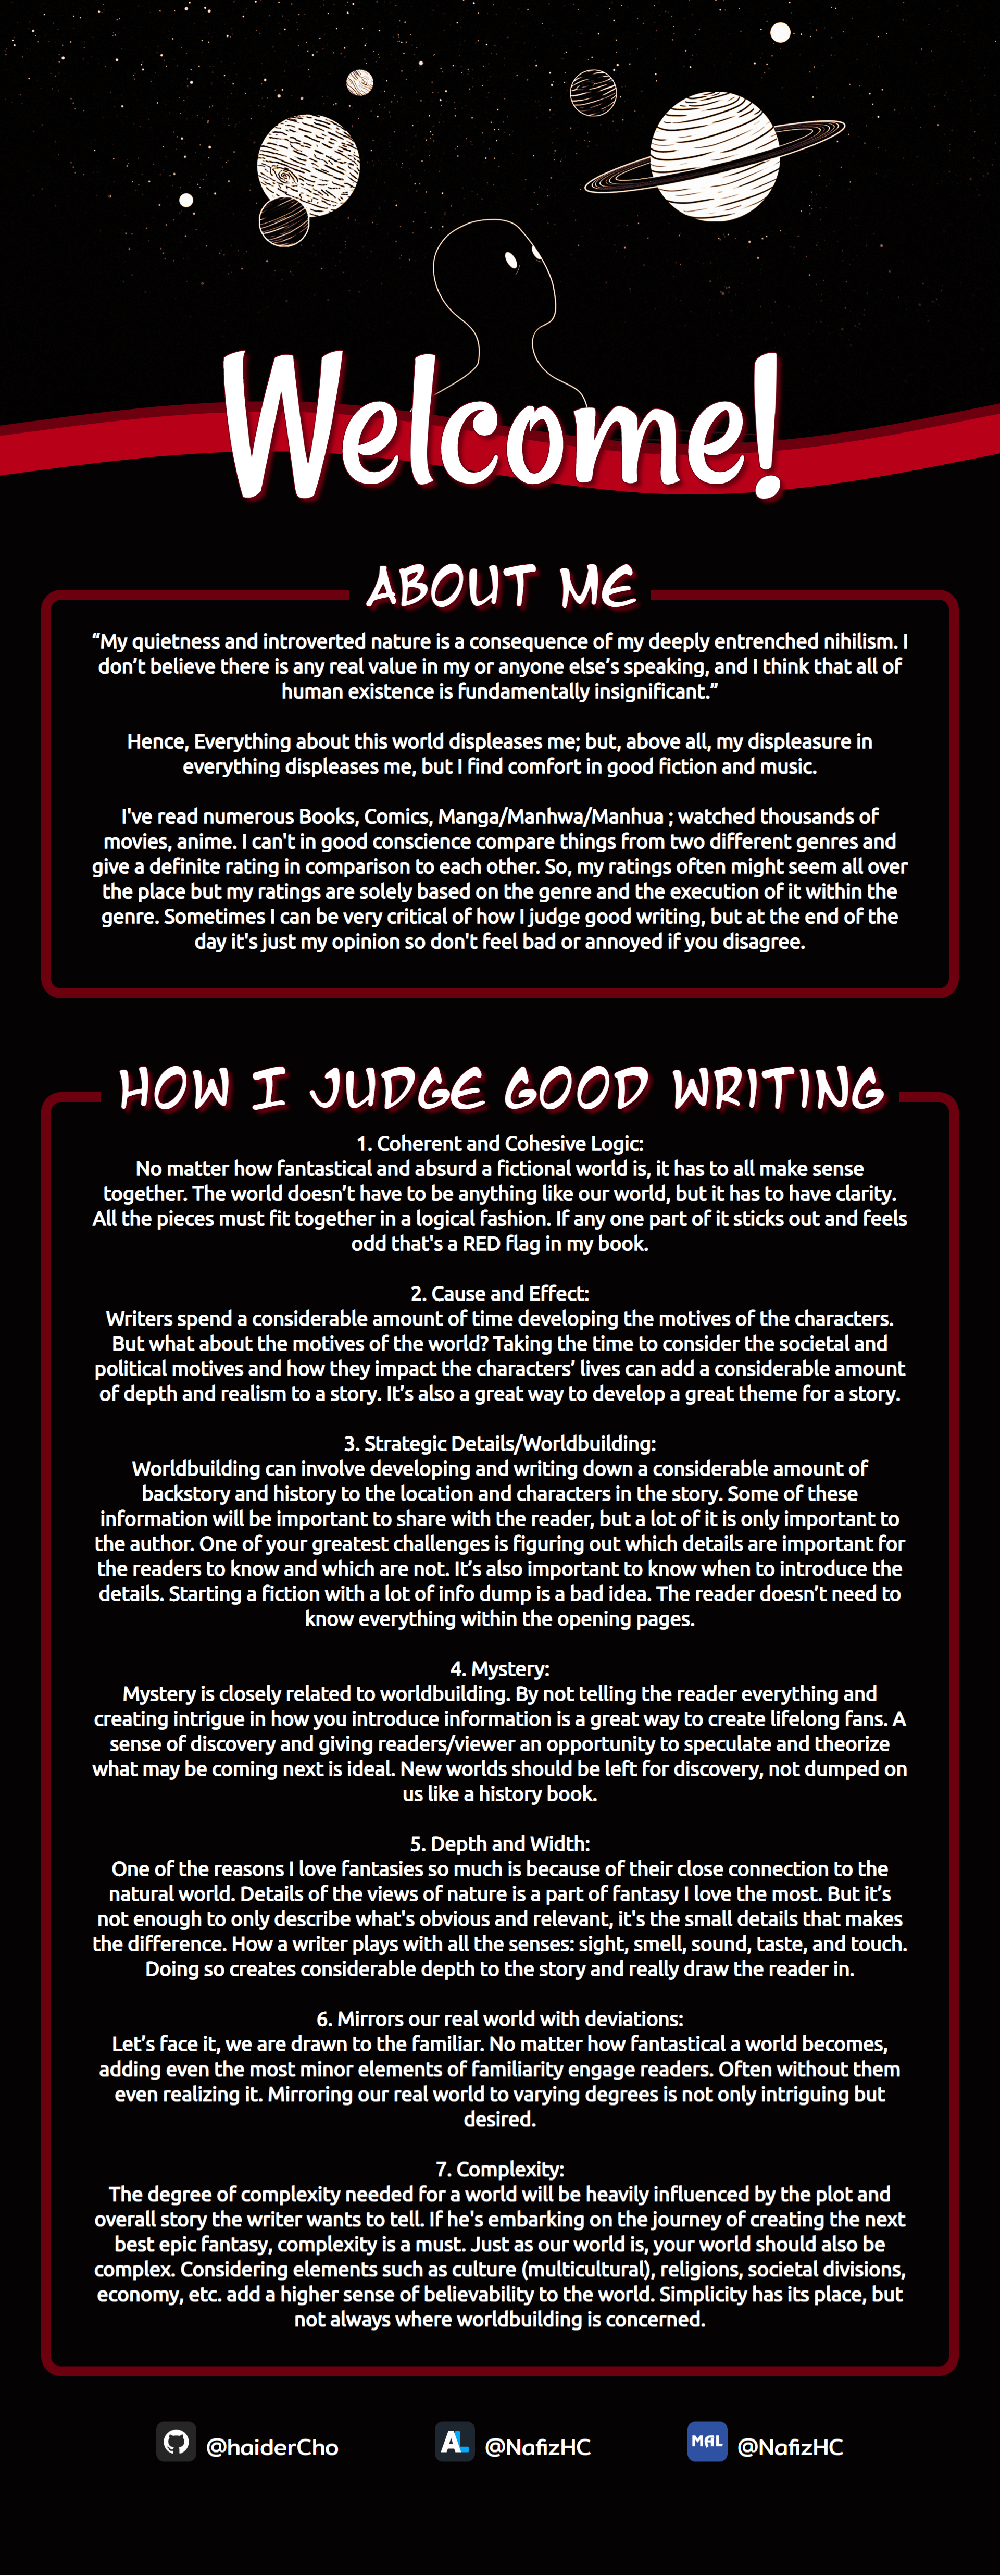 Welcome!
ABOUT ME
“My quietness and introverted nature is a consequence of my deeply entrenched nihilism. I
don’t believe there is any real value in my or anyone else’s speaking, and I think that all of
human existence is fundamentally insignificant.”
Hence, Everything about this world displeases me; but, above all, my displeasure in
everything displeases me, but I find comfort in good fiction and music.
I've read numerous Books, Comics, Manga/Manhwa/Manhua ; watched thousands of
movies, anime. I can't in good conscience compare things from two different genres and
give a definite rating in comparison to each other. So, my ratings often might seem all over
the place but my ratings are solely based on the genre and the execution of it within the
genre. Sometimes I can be very critical of how I judge good writing, but at the end of the
day it's just my opinion so don't feel bad or annoyed if you disagree.
HOW I JUDGE GOOD WRITING
1. Coherent and Cohesive Logic:
No matter how fantastical and absurd a fictional world is, it has to all make sense
together. The world doesn’t have to be anything like our world, but it has to have clarity.
All the pieces must fit together in a logical fashion. If any one part of it sticks out and feels
odd that's a RED flag in my book.
2. Cause and Effect:
Writers spend a considerable amount of time developing the motives of the characters.
But what about the motives of the world? Taking the time to consider the societal and
political motives and how they impact the characters’ lives can add a considerable amount
of depth and realism to a story. It’s also a great way to develop a great theme for a story.
3. Strategic Details/Worldbuilding:
Worldbuilding can involve developing and writing down a considerable amount of
backstory and history to the location and characters in the story. Some of these
information will be important to share with the reader, but a lot of it is only important to
the author. One of your greatest challenges is figuring out which details are important for
the readers to know and which are not. It’s also important to know when to introduce the
details. Starting a fiction with a lot of info dump is a bad idea. The reader doesn’t need to
know everything within the opening pages.
4. Mystery:
Mystery is closely related to worldbuilding. By not telling the reader everything and
creating intrigue in how you introduce information is a great way to create lifelong fans. A
sense of discovery and giving readers/viewer an opportunity to speculate and theorize
what may be coming next is ideal. New worlds should be left for discovery, not dumped on
us like a history book.
5. Depth and Width:
One of the reasons I love fantasies so much is because of their close connection to the
natural world. Details of the views of nature is a part of fantasy I love the most. But it’s
not enough to only describe what's obvious and relevant, it's the small details that makes
the difference. How a writer plays with all the senses: sight, smell, sound, taste, and touch.
Doing so creates considerable depth to the story and really draw the reader in.
6. Mirrors our real world with deviations:
Let’s face it, we are drawn to the familiar. No matter how fantastical a world becomes,
adding even the most minor elements of familiarity engage readers. Often without them
even realizing it. Mirroring our real world to varying degrees is not only intriguing but
desired.
7. Complexity:
The degree of complexity needed for a world will be heavily influenced by the plot and
overall story the writer wants to tell. If he's embarking on the journey of creating the next
best epic fantasy, complexity is a must. Just as our world is, your world should also be
complex. Considering elements such as culture (multicultural), religions, societal divisions,
economy, etc. add a higher sense of believability to the world. Simplicity has its place, but
not always where worldbuilding is concerned.
@haiderCho AL @NafizHC MAL @NafizHC